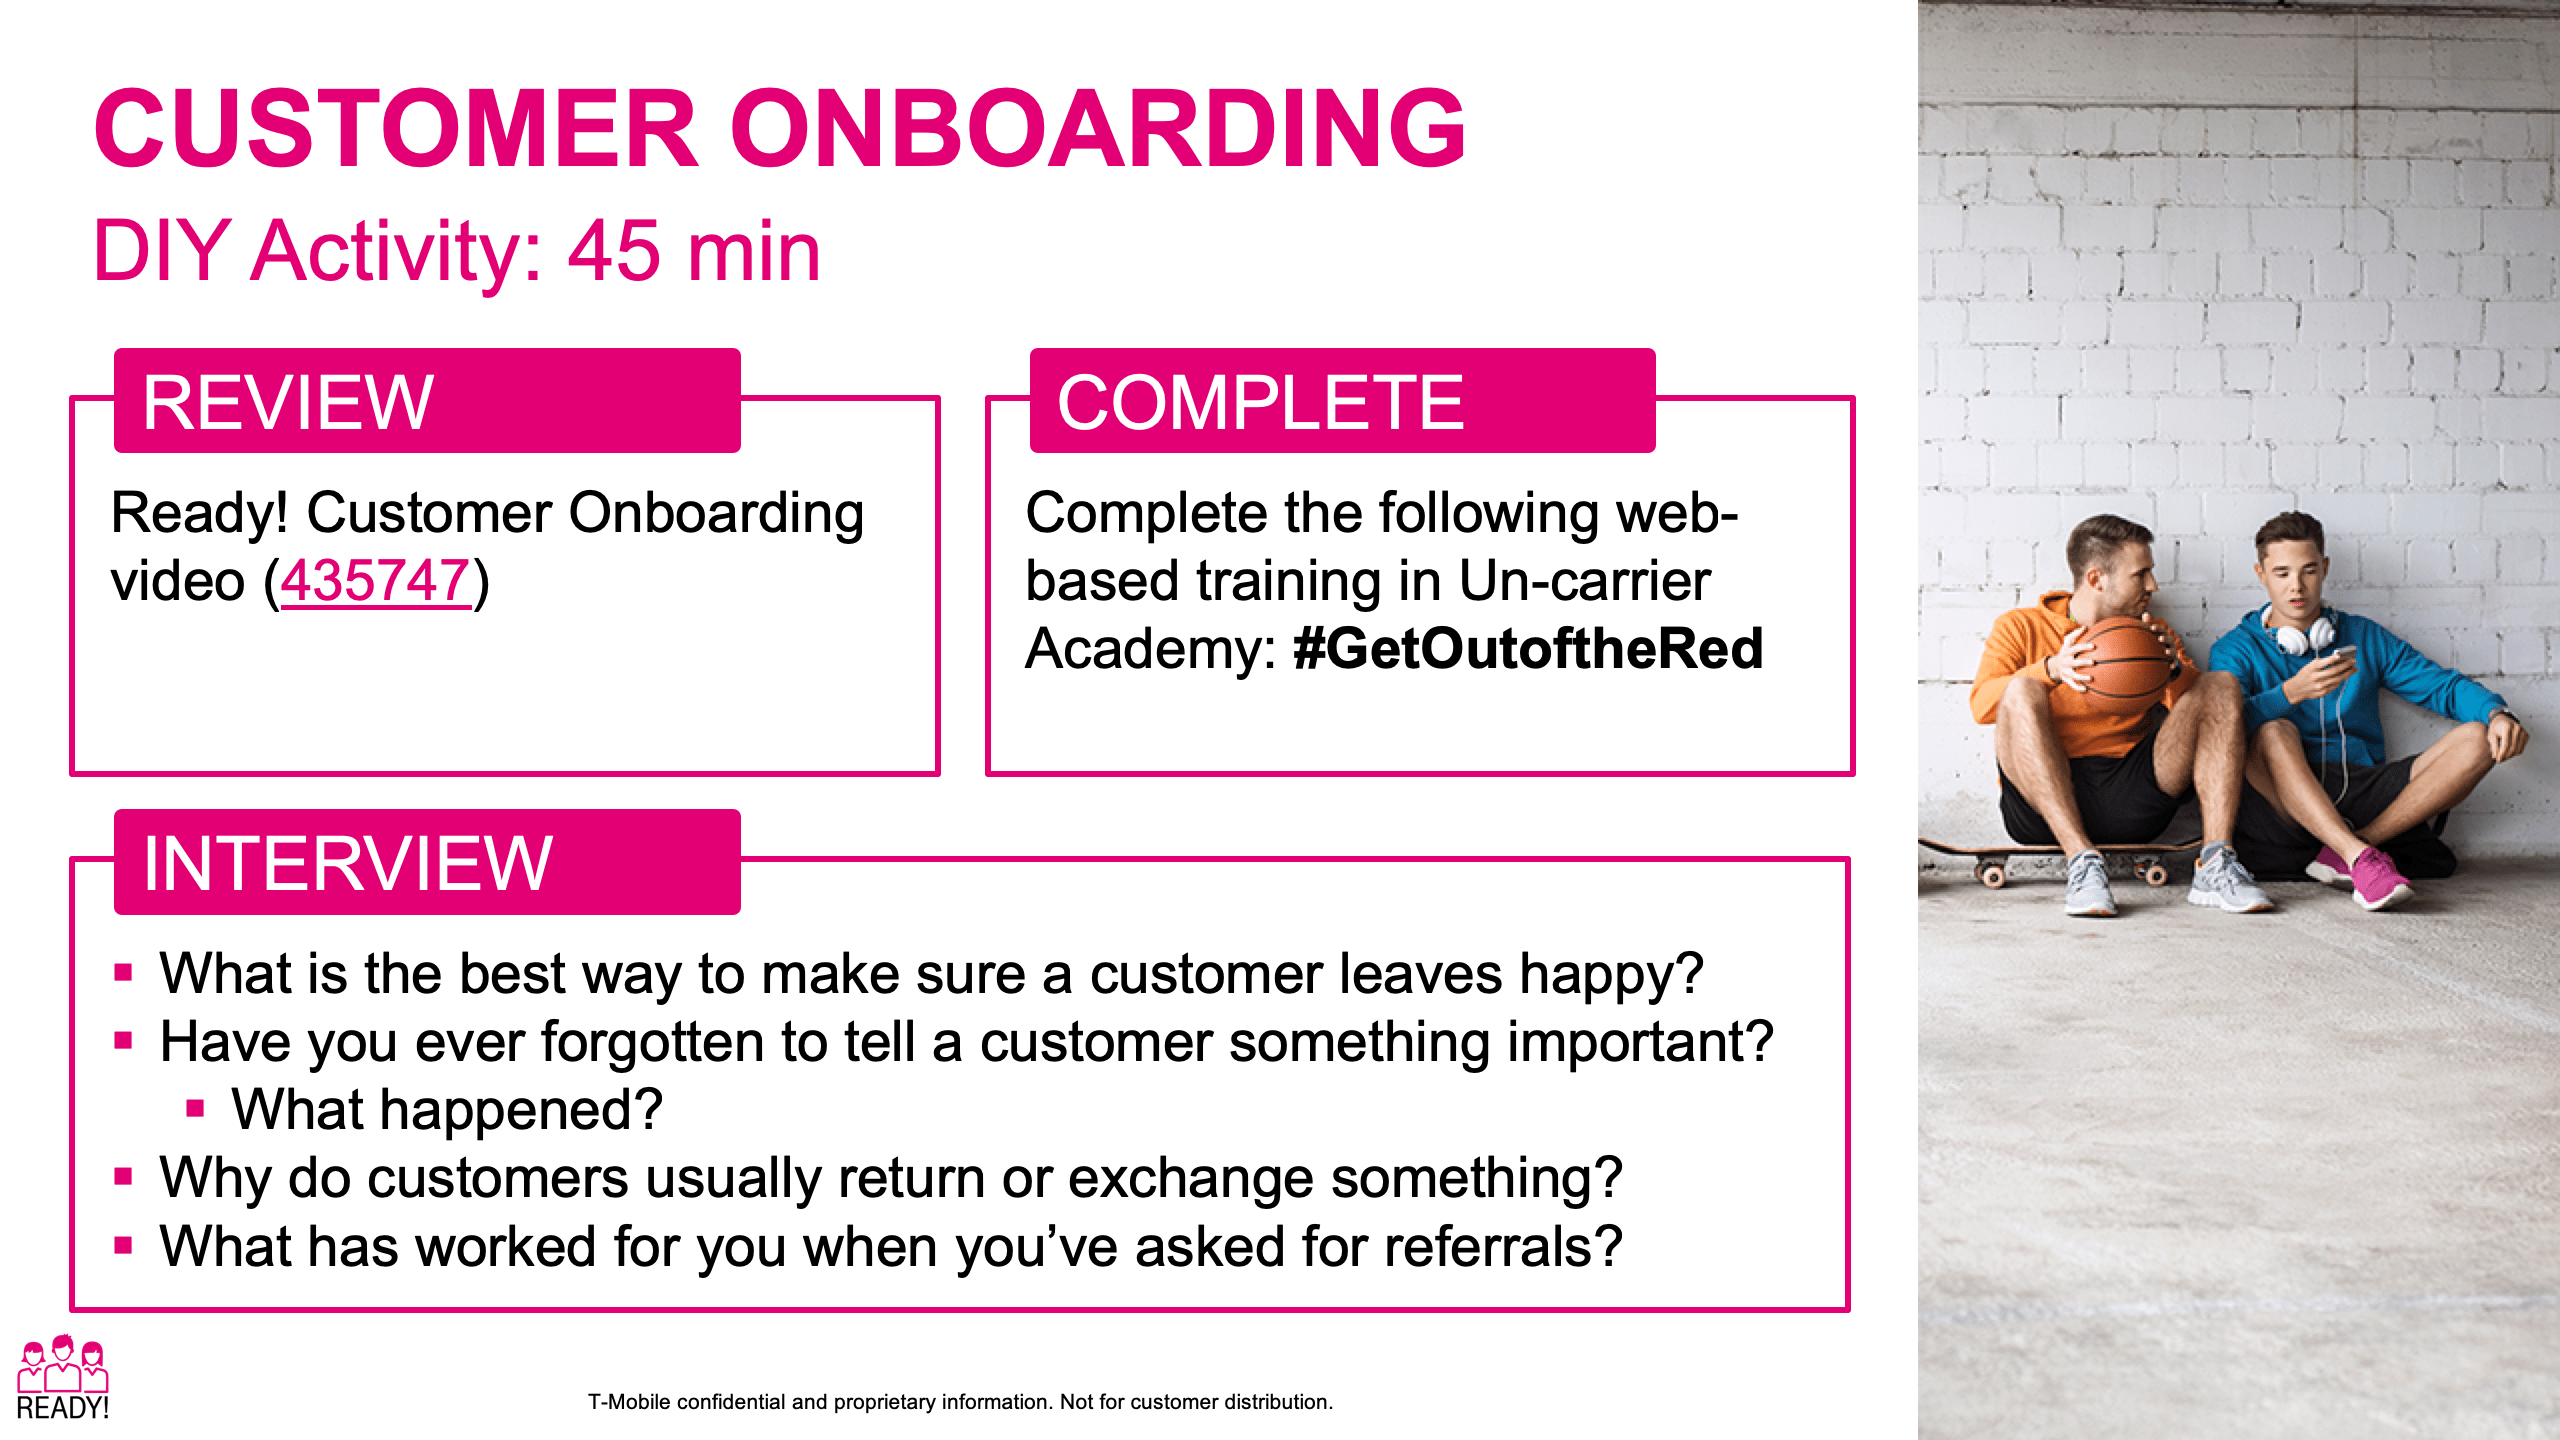 CUSTOMER ONBOARDING
DIY Activity: 45 min
REVIEW
Ready! Customer Onboarding
video (435747)
COMPLETE
Complete the following web-
based training in Un-carrier
Academy: #GetOutoftheRed
INTERVIEW
▪ What is the best way to make sure a customer leaves happy?
▪ Have you ever forgotten to tell a customer something important?
▪ What happened?
▪ Why do customers usually return or exchange something?
▪ What has worked for you when you’ve asked for referrals?
READY!
T-Mobile confidential and proprietary information. Not for customer distribution.